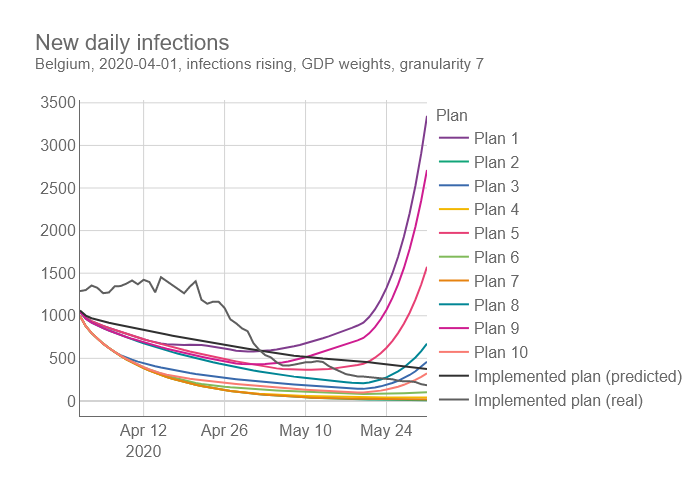 New daily infections
Belgium, 2020-04-01, infections rising, GDP weights, granularity 7
3500
3000
2500
2000
1500
1000
500
0
Apr 12
2020
Apr 26
May 10
May 24
Plan
Plan 1
Plan 2
Plan 3
Plan 4
Plan 5
Plan 6
Plan 7
Plan 8
Plan 9
Plan 10
Implemented plan (predicted)
Implemented plan (real)